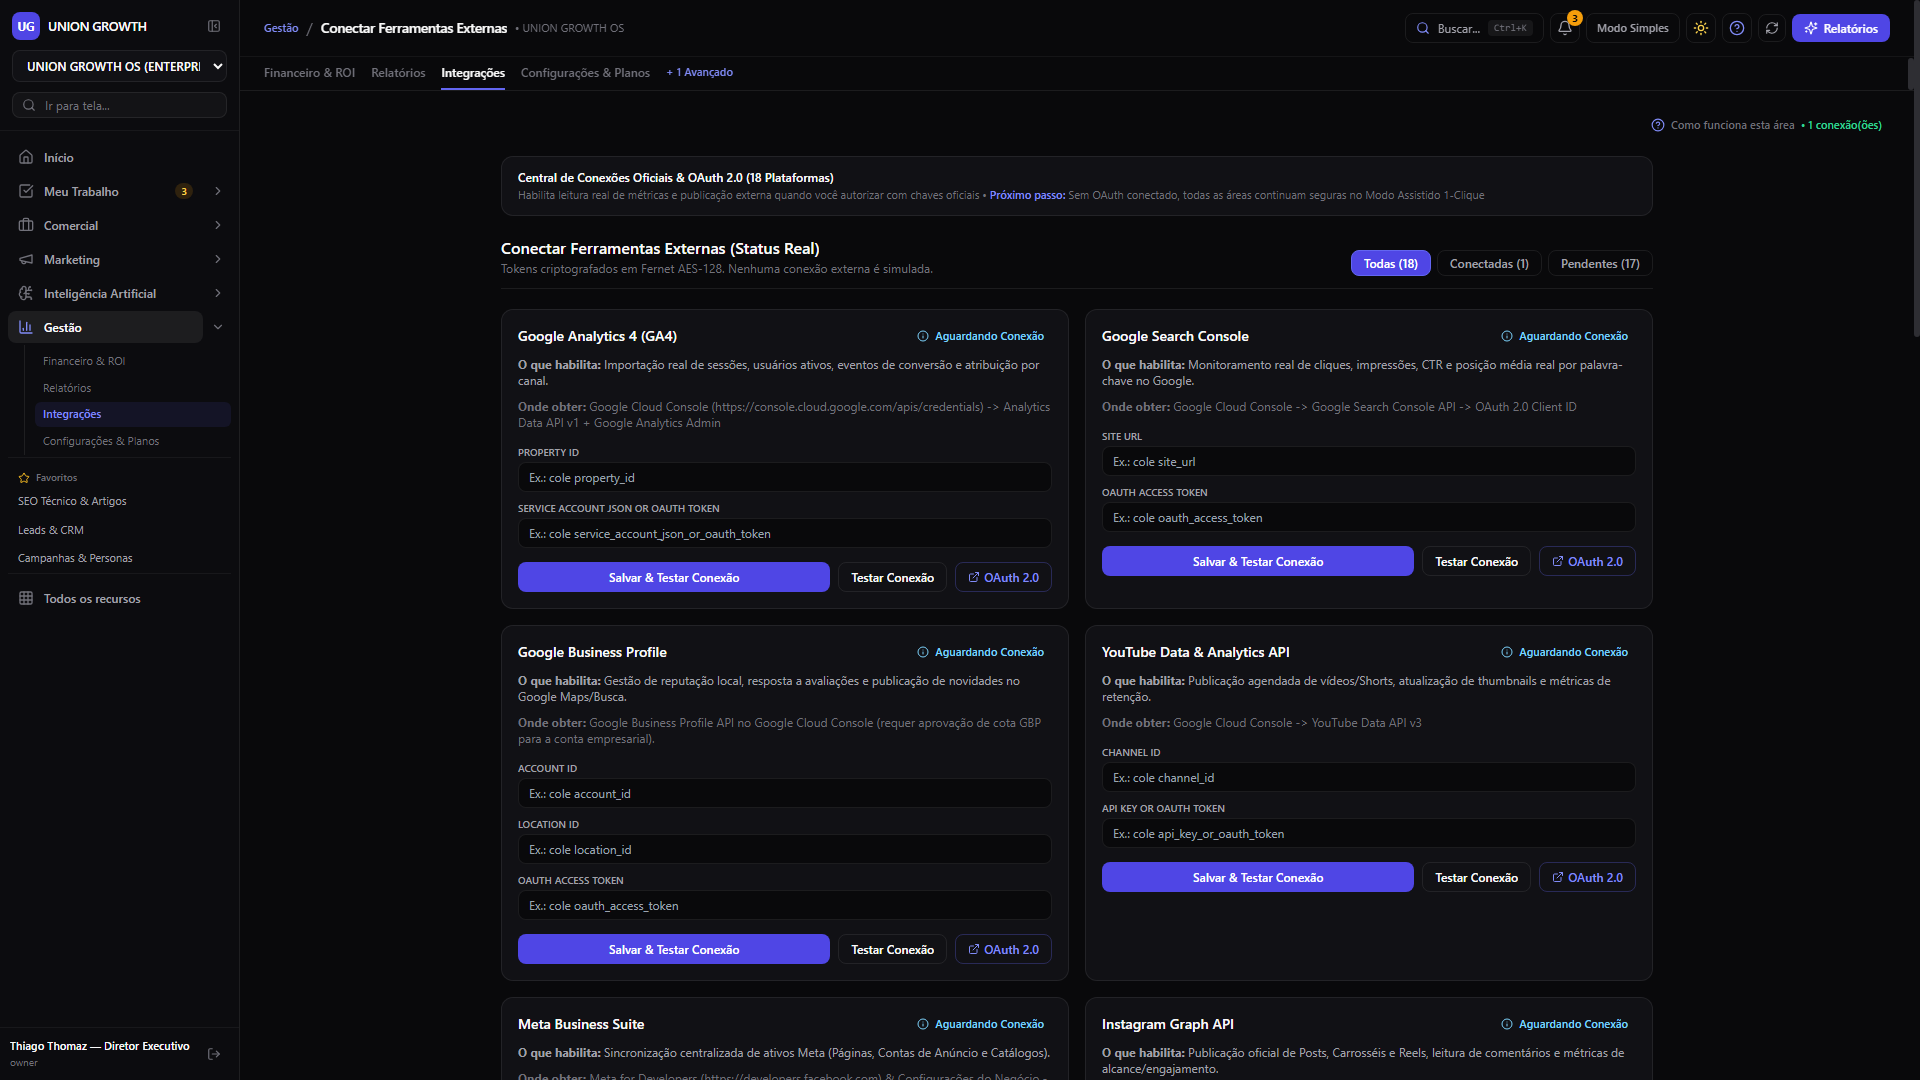 UG UNION GROWTH
UNION GROWTH OS (ENTERPRI
Ir para tela...
Início
Meu Trabalho 3
Comercial
Marketing
Inteligência Artificial
Gestão
Financeiro & ROI
Relatórios
Integrações
Configurações & Planos
Favoritos
SEO Técnico & Artigos
Leads & CRM
Campanhas & Personas
Todos os recursos
Thiago Thomaz — Diretor Executivo
owner
Gestão / Conectar Ferramentas Externas • UNION GROWTH OS
Buscar... Ctrl+K
3
Modo Simples
Relatórios
Financeiro & ROI Relatórios Integrações Configurações & Planos + 1 Avançado
Como funciona esta área • 1 conexão(ões)
Central de Conexões Oficiais & OAuth 2.0 (18 Plataformas)
Habilita leitura real de métricas e publicação externa quando você autorizar com chaves oficiais • Próximo passo: Sem OAuth conectado, todas as áreas continuam seguras no Modo Assistido 1-Clique
Conectar Ferramentas Externas (Status Real)
Tokens criptografados em Fernet AES-128. Nenhuma conexão externa é simulada.
Todas (18) Conectadas (1) Pendentes (17)
Google Analytics 4 (GA4) Aguardando Conexão
O que habilita: Importação real de sessões, usuários ativos, eventos de conversão e atribuição por
canal.
Onde obter: Google Cloud Console (https://console.cloud.google.com/apis/credentials) -> Analytics
Data API v1 + Google Analytics Admin
PROPERTY ID
Ex.: cole property_id
SERVICE ACCOUNT JSON OR OAUTH TOKEN
Ex.: cole service_account_json_or_oauth_token
Salvar & Testar Conexão Testar Conexão OAuth 2.0
Google Search Console Aguardando Conexão
O que habilita: Monitoramento real de cliques, impressões, CTR e posição média real por palavra-
chave no Google.
Onde obter: Google Cloud Console -> Google Search Console API -> OAuth 2.0 Client ID
SITE URL
Ex.: cole site_url
OAUTH ACCESS TOKEN
Ex.: cole oauth_access_token
Salvar & Testar Conexão Testar Conexão OAuth 2.0
Google Business Profile Aguardando Conexão
O que habilita: Gestão de reputação local, resposta a avaliações e publicação de novidades no
Google Maps/Busca.
Onde obter: Google Business Profile API no Google Cloud Console (requer aprovação de cota GBP
para a conta empresarial).
ACCOUNT ID
Ex.: cole account_id
LOCATION ID
Ex.: cole location_id
OAUTH ACCESS TOKEN
Ex.: cole oauth_access_token
Salvar & Testar Conexão Testar Conexão OAuth 2.0
YouTube Data & Analytics API Aguardando Conexão
O que habilita: Publicação agendada de vídeos/Shorts, atualização de thumbnails e métricas de
retenção.
Onde obter: Google Cloud Console -> YouTube Data API v3
CHANNEL ID
Ex.: cole channel_id
API KEY OR OAUTH TOKEN
Ex.: cole api_key_or_oauth_token
Salvar & Testar Conexão Testar Conexão OAuth 2.0
Meta Business Suite Aguardando Conexão
O que habilita: Sincronização centralizada de ativos Meta (Páginas, Contas de Anúncio e Catálogos).
Onde obter: Meta for Developers (https://developers.facebook.com) & Configurações do Negócio -
Instagram Graph API Aguardando Conexão
O que habilita: Publicação oficial de Posts, Carrosséis e Reels, leitura de comentários e métricas de
alcance/engajamento.